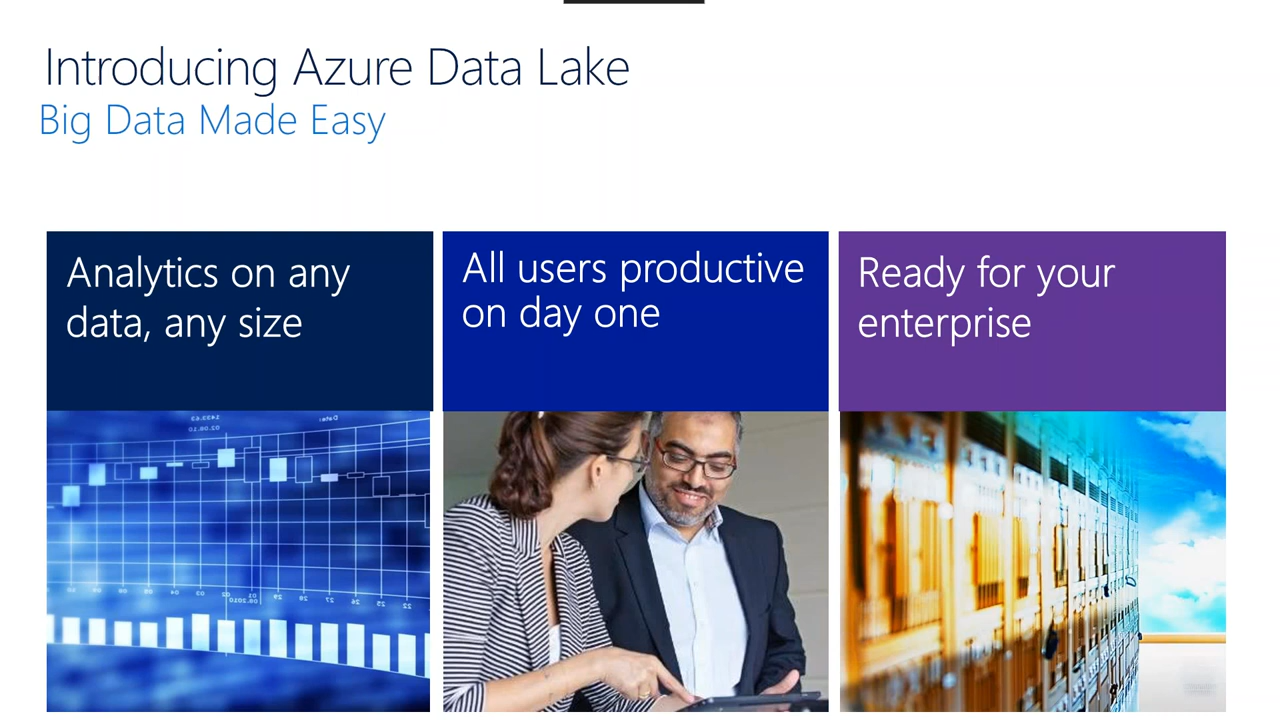 Introducing Azure Data Lake
Big Data Made Easy
Analytics on any
data, any size
All users productive
on day one
Ready for your
enterprise